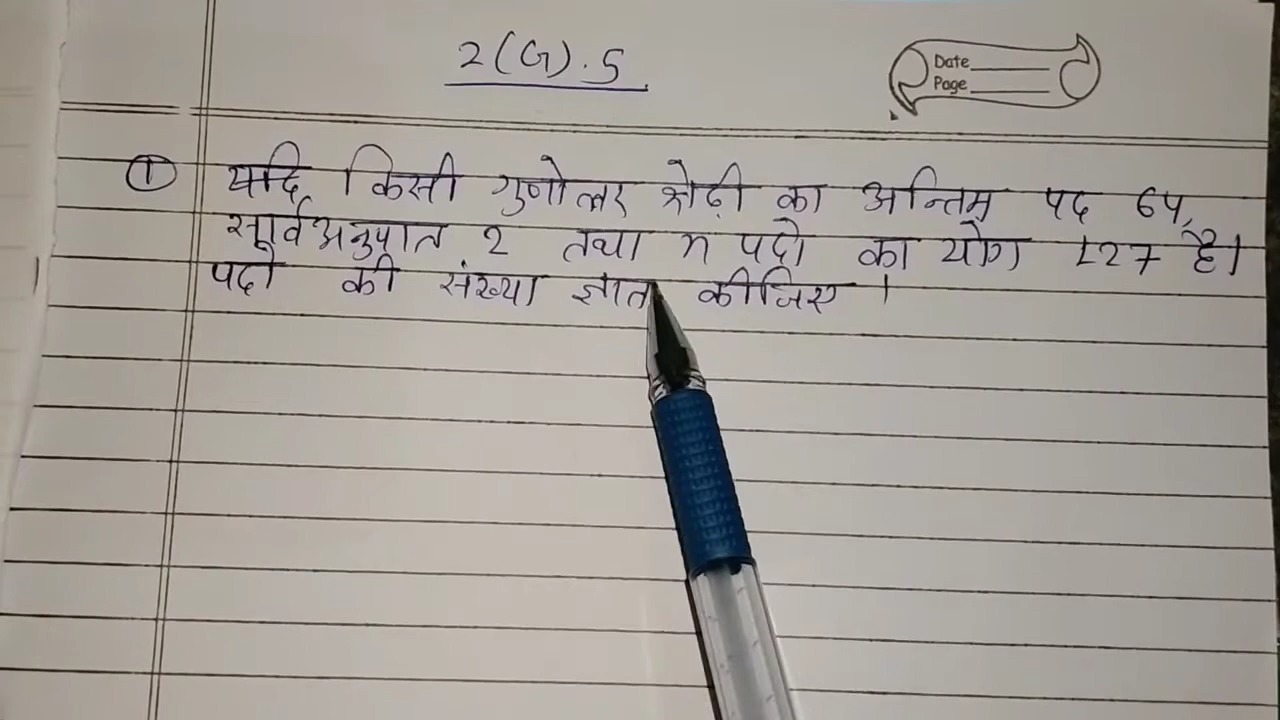 2(G).5
Date
Page
① यदि किसी गुणोत्तर श्रेढ़ी का अन्तिम पद 64,
सार्वअनुपात 2 तथा n पदो का योग 127 है।
पदो की संख्या ज्ञात कीजिए ।